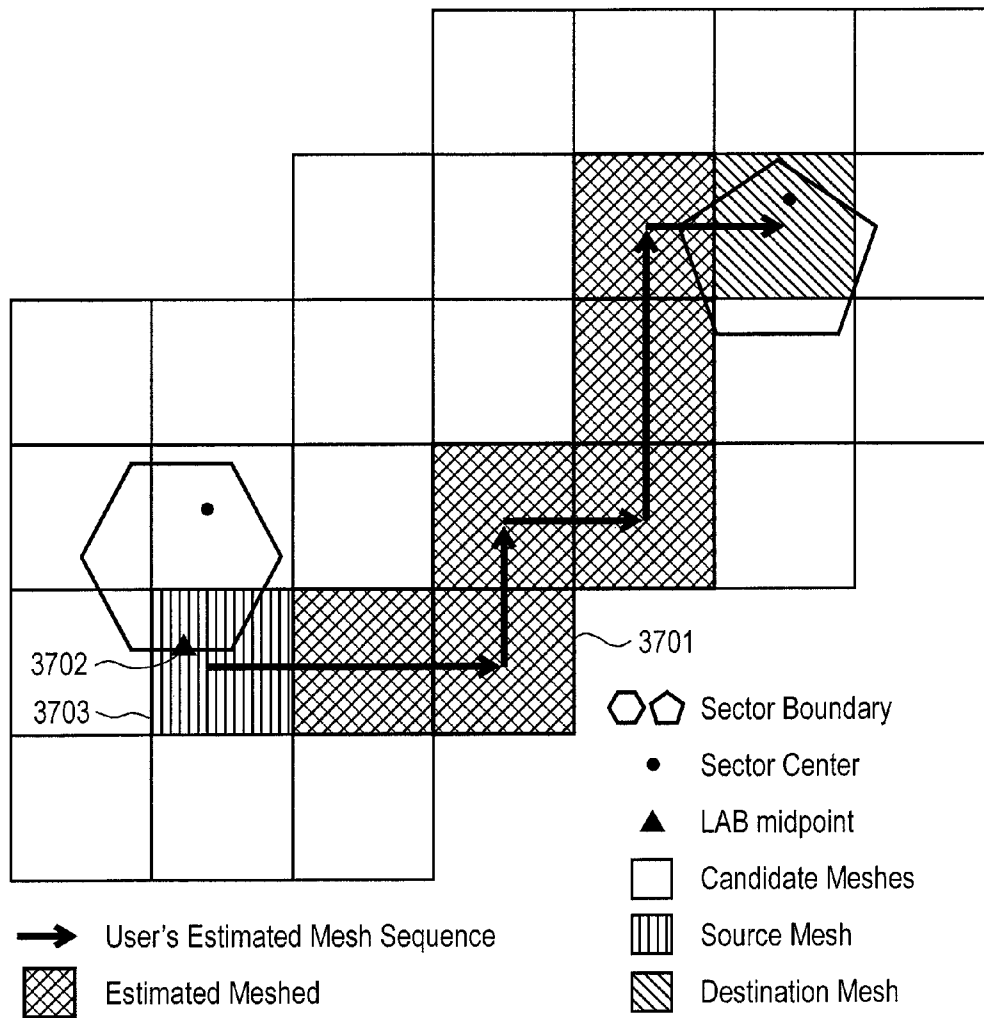 3702
3703
3701
Sector Boundary
Sector Center
LAB midpoint
Candidate Meshes
Source Mesh
Destination Mesh
User's Estimated Mesh Sequence
Estimated Meshed